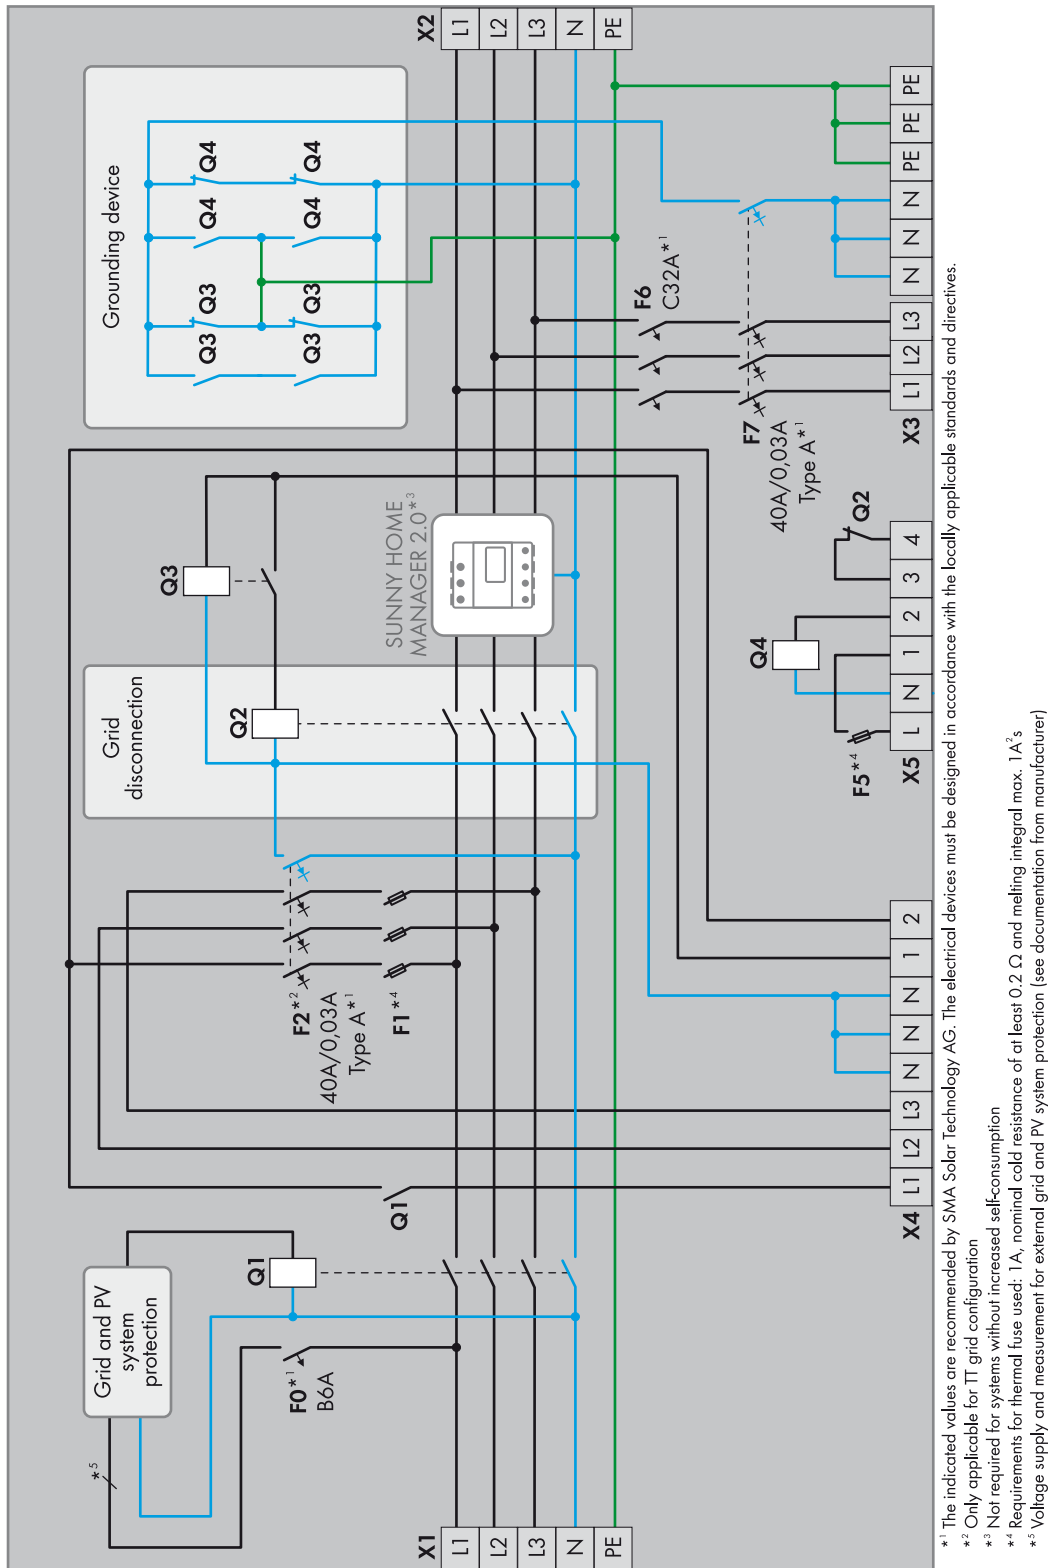 X2
L1
L2
L3
N
PE
Grounding device
Q4
Q4
Q4
Q4
Q3
Q3
Q3
Q3
PE
PE
PE
N
N
N
L3
L2
L1
X3
F6
C32A*1
F7
40A/0,03A
Type A*1
SUNNY HOME
MANAGER 2.0*3
Q3
Grid
disconnection
Q2
Q2
4
3
2
1
N
L
X5
Q4
F5*4
F2*2
40A/0,03A
Type A*1
F1*4
2
1
N
N
N
L3
L2
L1
X4
Q1
Q1
Grid and PV
system
protection
F0*1
B6A
*5
X1
L1
L2
L3
N
PE
*1 The indicated values are recommended by SMA Solar Technology AG. The electrical devices must be designed in accordance with the locally applicable standards and directives.
*2 Only applicable for TT grid configuration
*3 Not required for systems without increased self-consumption
*4 Requirements for thermal fuse used: 1A, nominal cold resistance of at least 0.2 Ω and melting integral max. 1A²s
*5 Voltage supply and measurement for external grid and PV system protection (see documentation from manufacturer)